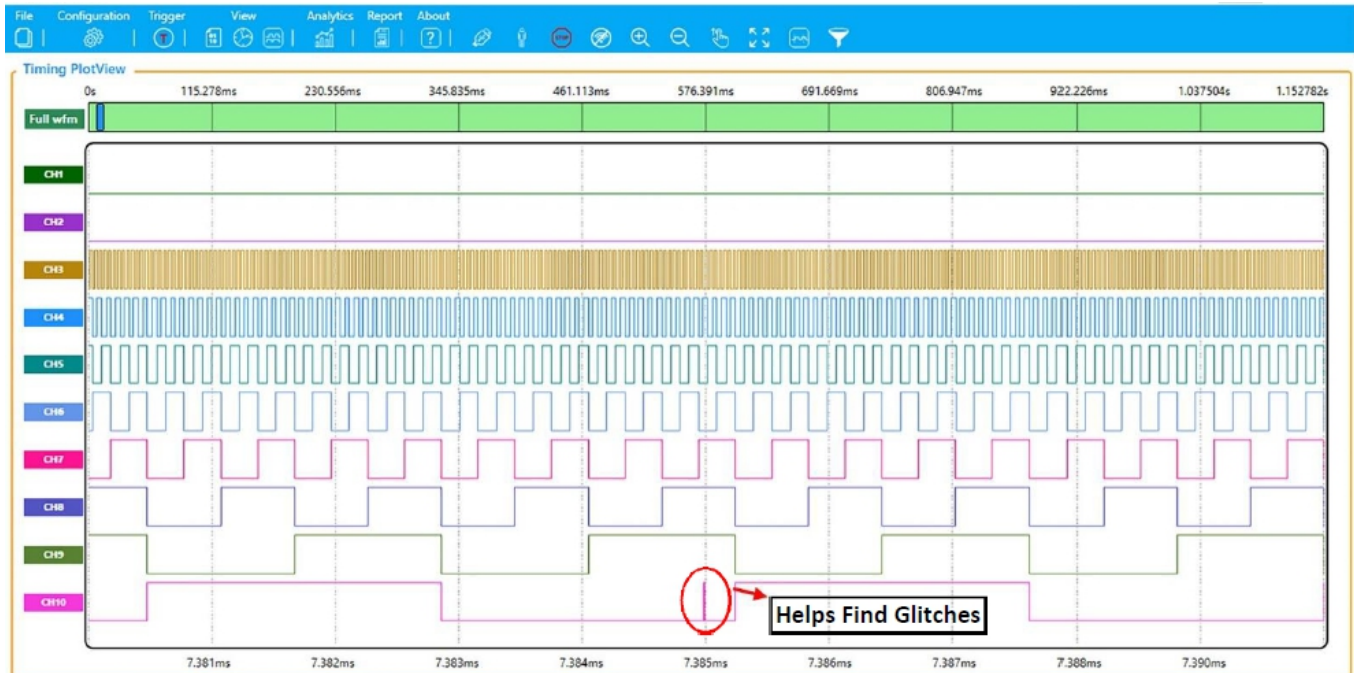 File Configuration Trigger View Analytics Report About
STOP
Timing PlotView
0s 115.278ms 230.556ms 345.835ms 461.113ms 576.391ms 691.669ms 806.947ms 922.226ms 1.037504s 1.152782s
Full wfm
CH1
CH2
CH3
CH4
CH5
CH6
CH7
CH8
CH9
CH10
Helps Find Glitches
7.381ms 7.382ms 7.383ms 7.384ms 7.385ms 7.386ms 7.387ms 7.388ms 7.390ms